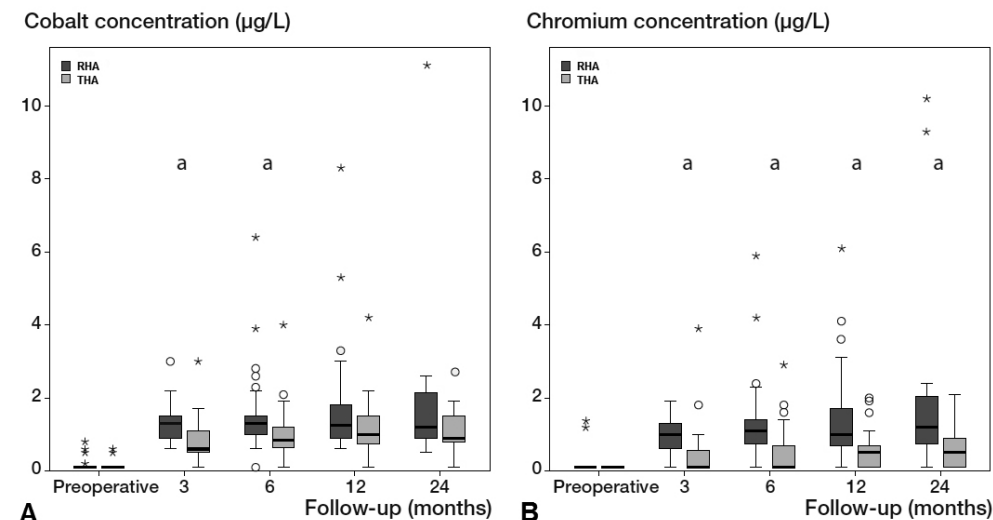 Cobalt concentration (µg/L)
RHA
THA
10
8
6
4
2
0
a
a
Preoperative 3 6 12 24
Follow-up (months)
A
Chromium concentration (µg/L)
RHA
THA
10
8
6
4
2
0
a
a
a
a
Preoperative 3 6 12 24
Follow-up (months)
B